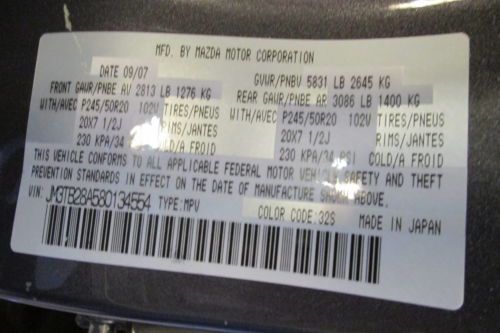 MFD. BY MAZDA MOTOR CORPORATION
DATE 09/07 GVWR/PNBV 5831 LB 2645 KG
FRONT GAWR/PNBE AV 2813 LB 1276 KG REAR GAWR/PNBE AR 3086 LB 1400 KG
WITH/AVEC P245/50R20 102V TIRES/PNEUS WITH/AVEC P245/50R20 102V TIRES/PNEUS
20X7 1/2J RIMS/JANTES 20X7 1/2J RIMS/JANTES
230 KPA/34 COLD/A FROID 230 KPA/34 PSI COLD/A FROID
THIS VEHICLE CONFORMS TO ALL APPLICABLE FEDERAL MOTOR VEHICLE SAFETY AND THEFT
PREVENTION STANDARDS IN EFFECT ON THE DATE OF MANUFACTURE SHOWN ABOVE.
VIN: JM3TB28A580134554 TYPE:MPV COLOR CODE:32S MADE IN JAPAN